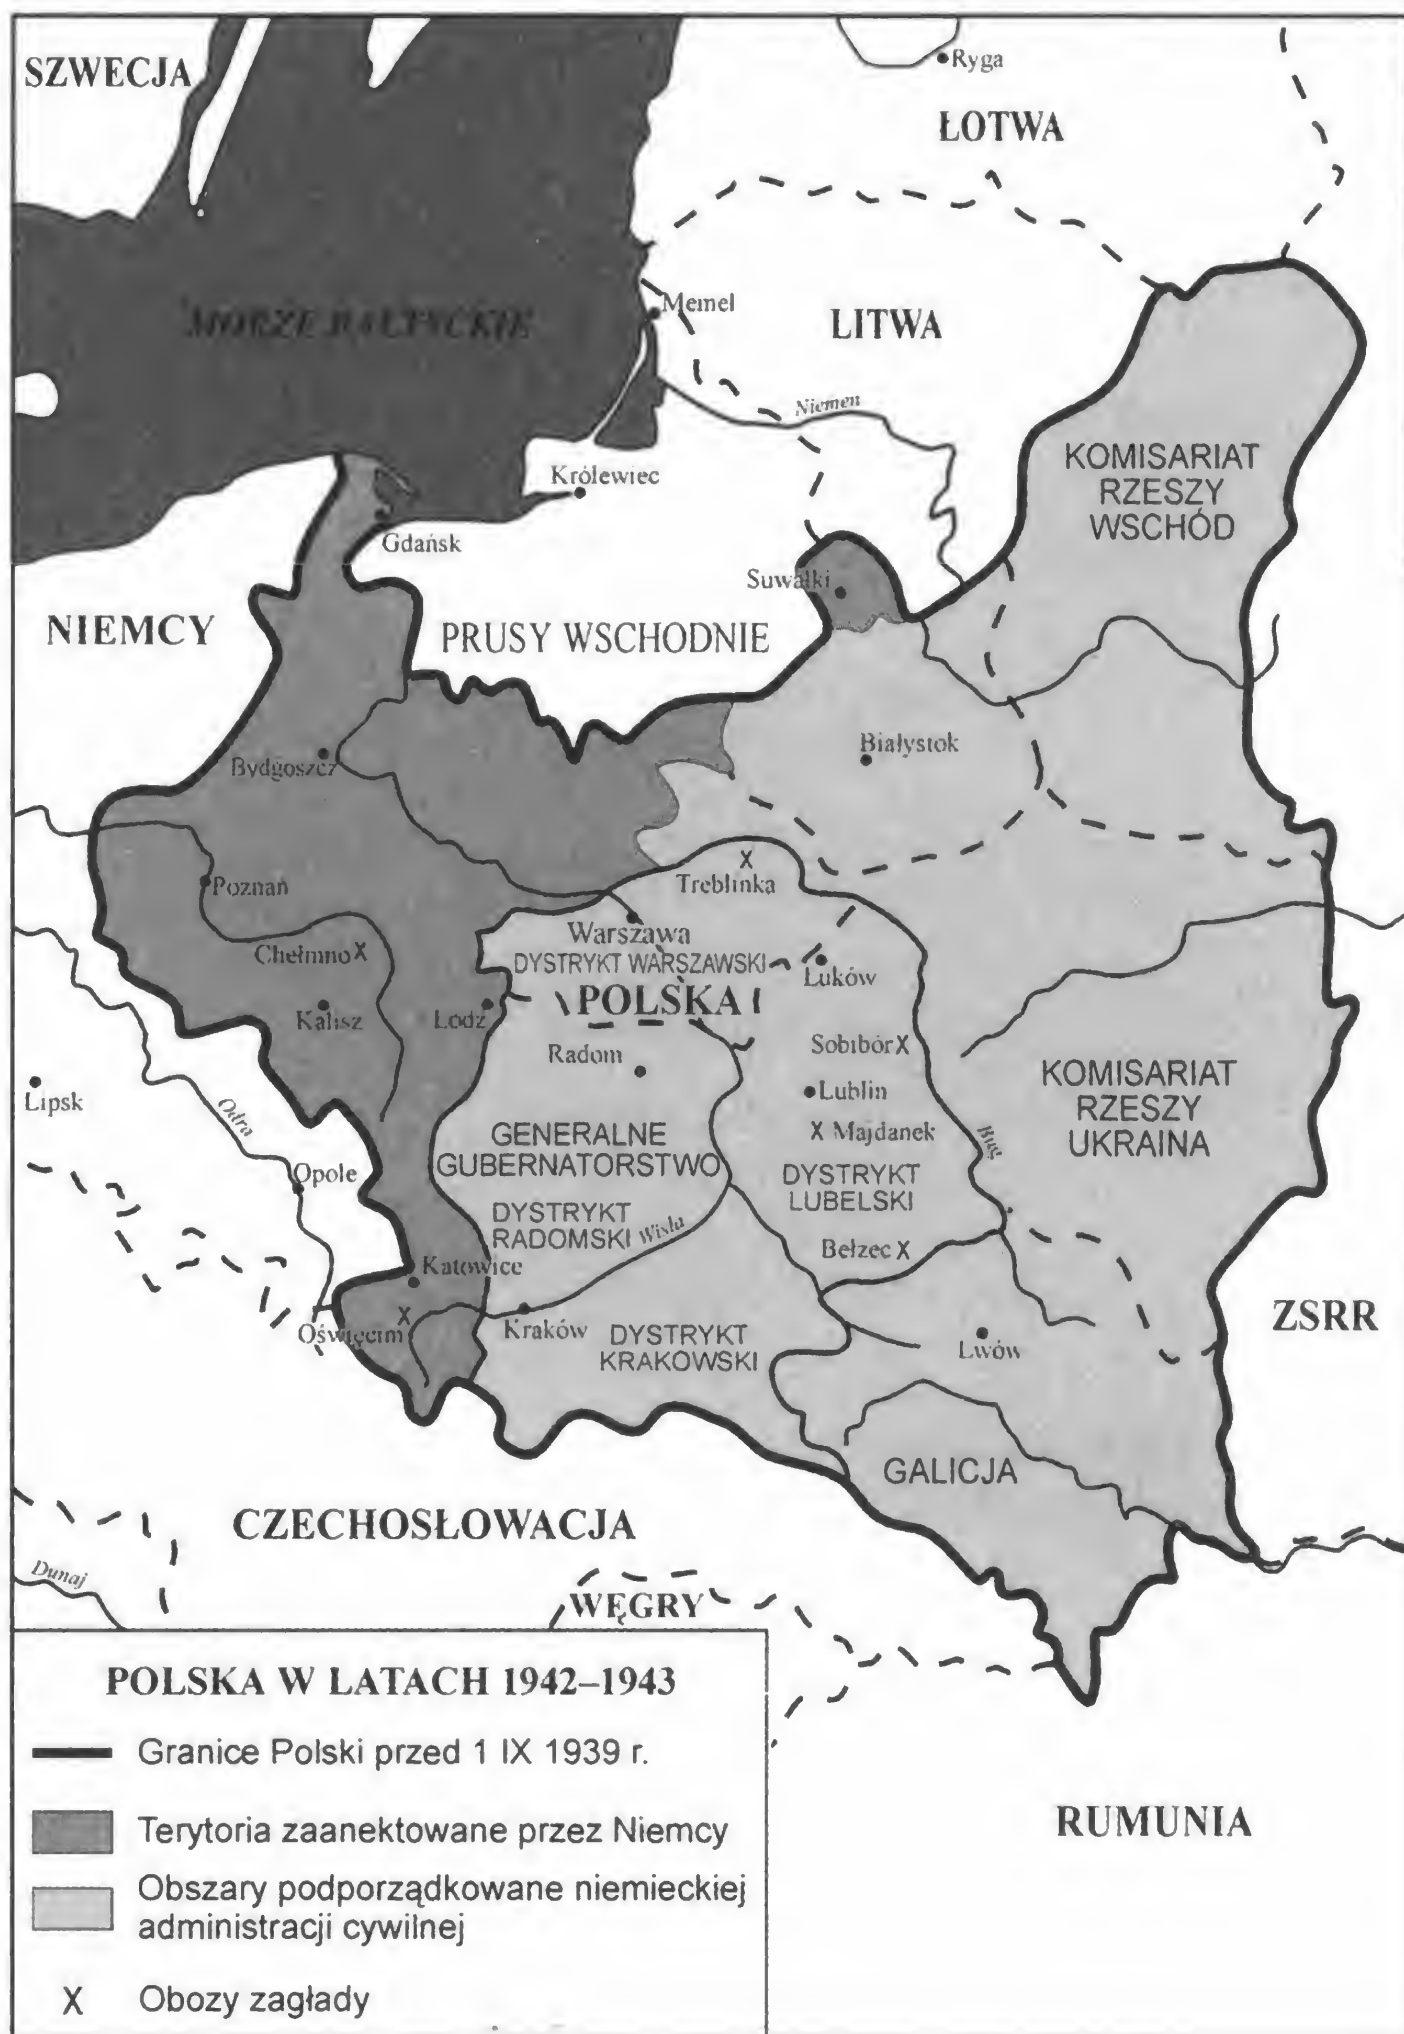 SZWECJA
Ryga
ŁOTWA
MORZE BAŁTYCKIE
Memel
LITWA
Niemen
Królewiec
KOMISARIAT
RZESZY
WSCHÓD
Gdańsk
Suwałki
NIEMCY
PRUSY WSCHODNIE
Bydgoszcz
Białystok
Treblinka
Poznań
Warszawa
DYSTRYKT WARSZAWSKI
Chełmno X
Łuków
POLSKA
Kalisz
Łódź
Radom
Sobibór X
KOMISARIAT
RZESZY
UKRAINA
Lipsk
Odra
Lublin
X Majdanek
Bug
GENERALNE
GUBERNATORSTWO
Opole
DYSTRYKT
LUBELSKI
DYSTRYKT
RADOMSKI
Wisła
Bełżec X
Katowice
X
Oświęcim
Kraków
DYSTRYKT
KRAKOWSKI
Lwów
ZSRR
GALICJA
CZECHOSŁOWACJA
Dunaj
WĘGRY
RUMUNIA
POLSKA W LATACH 1942–1943
Granice Polski przed 1 IX 1939 r.
Terytoria zaanektowane przez Niemcy
Obszary podporządkowane niemieckiej
administracji cywilnej
X Obozy zagłady